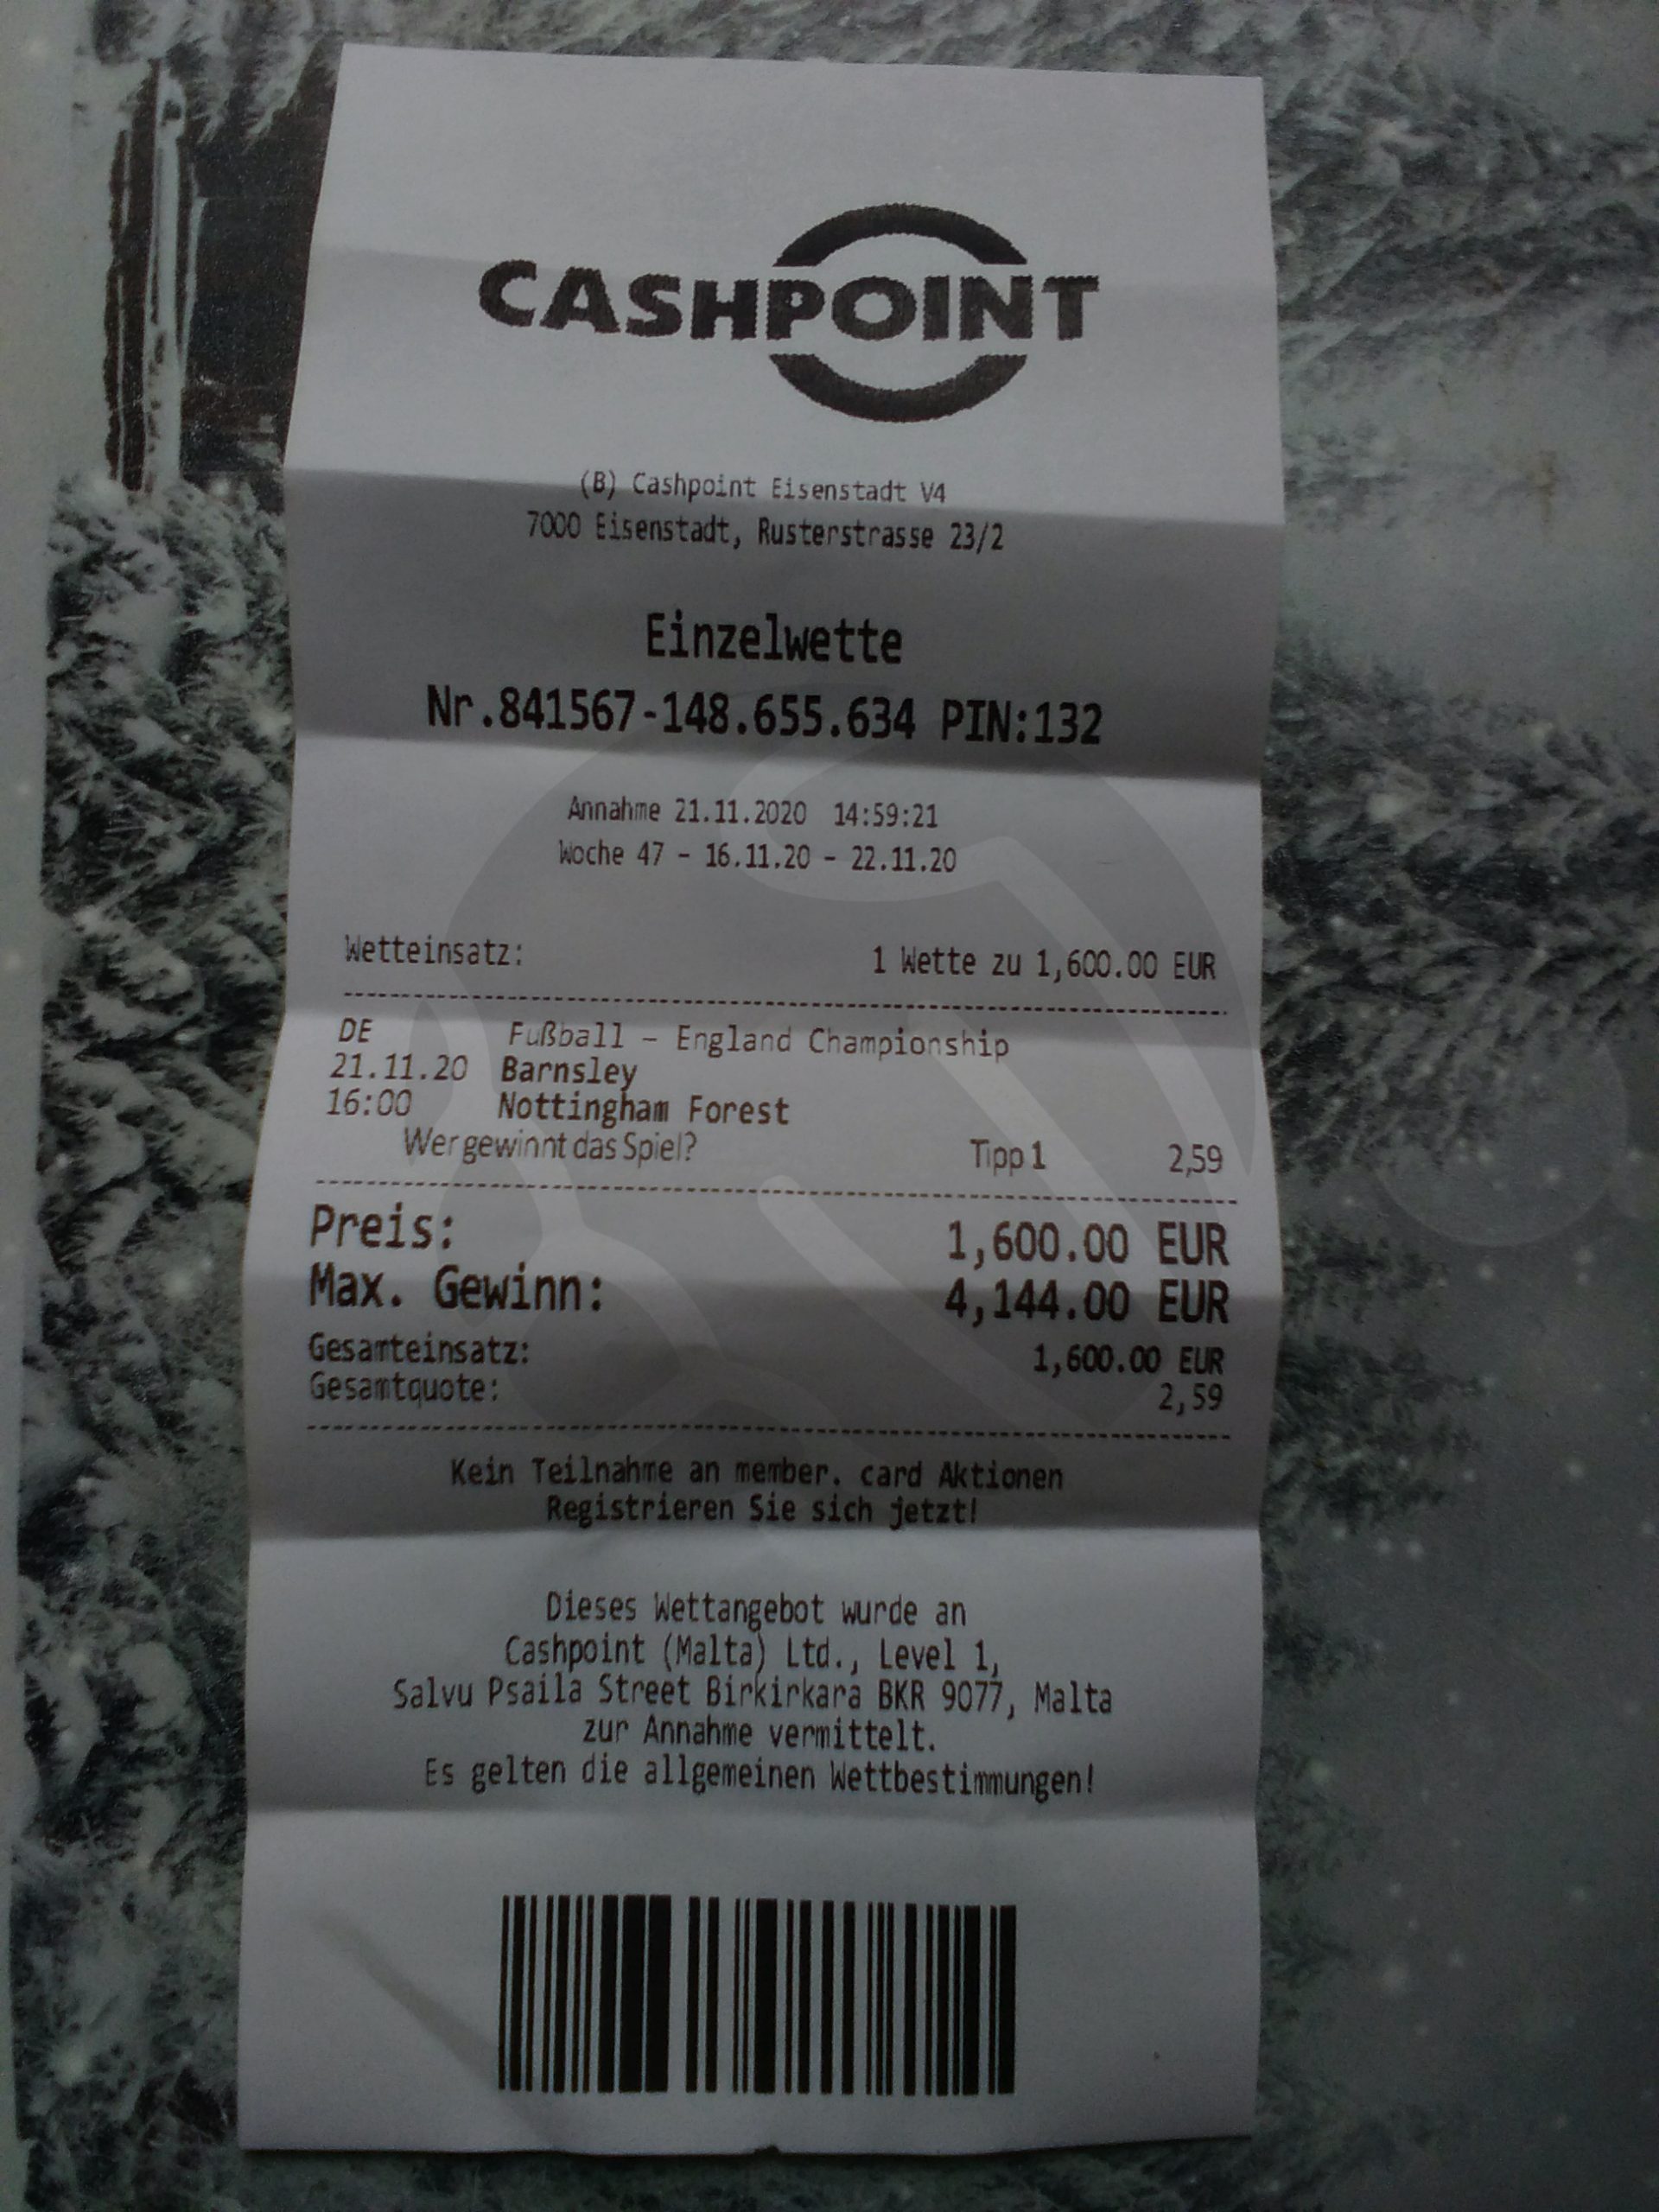 CASHPOINT
(B) Cashpoint Eisenstadt V4
7000 Eisenstadt, Rusterstrasse 23/2
Einzelwette
Nr.841567-148.655.634 PIN:132
Annahme 21.11.2020 14:59:21
Woche 47 - 16.11.20 - 22.11.20
Wetteinsatz: 1 Wette zu 1,600.00 EUR
DE Fußball - England Championship
21.11.20 Barnsley
16:00 Nottingham Forest
Wer gewinnt das Spiel? Tipp 1 2,59
Preis: 1,600.00 EUR
Max. Gewinn: 4,144.00 EUR
Gesamteinsatz: 1,600.00 EUR
Gesamtquote: 2,59
Kein Teilnahme an member. card Aktionen
Registrieren Sie sich jetzt!
Dieses Wettangebot wurde an
Cashpoint (Malta) Ltd., Level 1,
Salvu Psaila Street Birkirkara BKR 9077, Malta
zur Annahme vermittelt.
Es gelten die allgemeinen Wettbestimmungen!